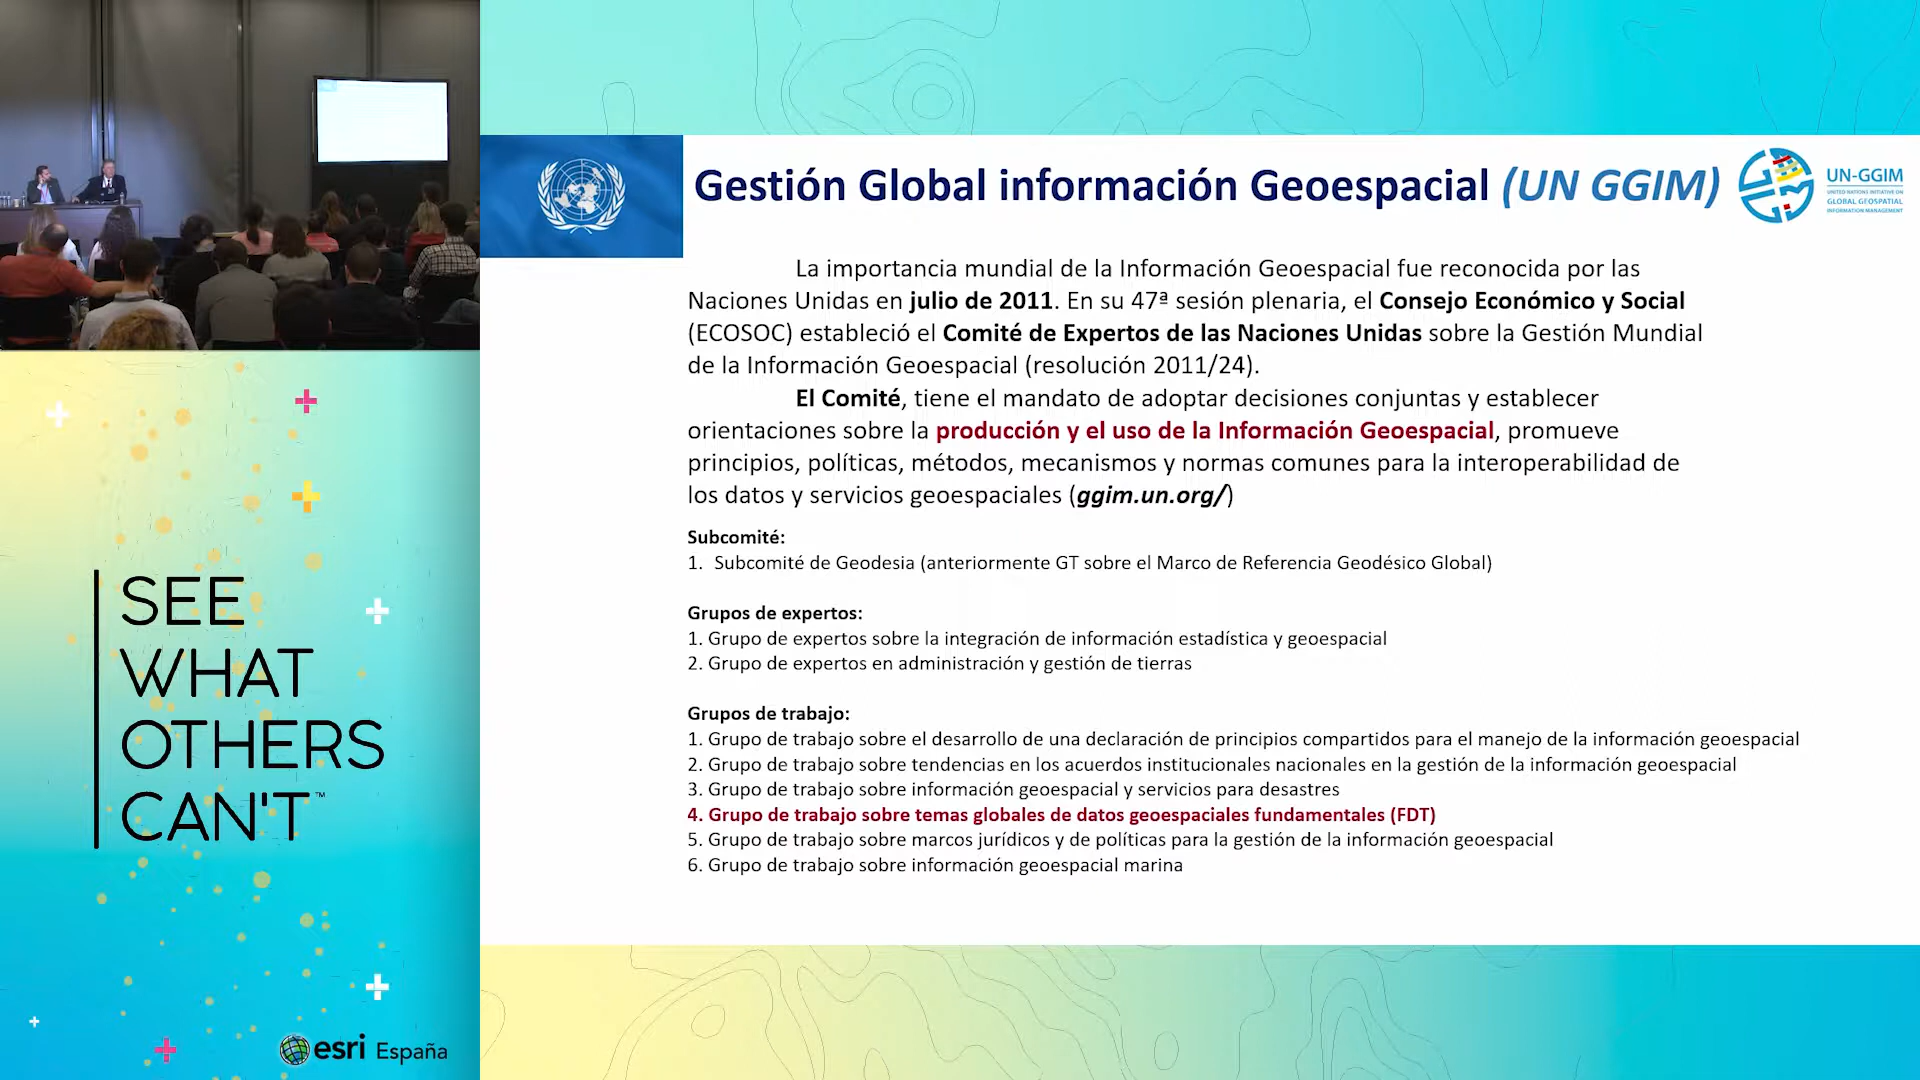 Gestión Global información Geoespacial (UN GGIM)
UN-GGIM
UNITED NATIONS INITIATIVE ON
GLOBAL GEOSPATIAL
INFORMATION MANAGEMENT
La importancia mundial de la Información Geoespacial fue reconocida por las
Naciones Unidas en julio de 2011. En su 47ª sesión plenaria, el Consejo Económico y Social
(ECOSOC) estableció el Comité de Expertos de las Naciones Unidas sobre la Gestión Mundial
de la Información Geoespacial (resolución 2011/24).
El Comité, tiene el mandato de adoptar decisiones conjuntas y establecer
orientaciones sobre la producción y el uso de la Información Geoespacial, promueve
principios, políticas, métodos, mecanismos y normas comunes para la interoperabilidad de
los datos y servicios geoespaciales (ggim.un.org/)
Subcomité:
1. Subcomité de Geodesia (anteriormente GT sobre el Marco de Referencia Geodésico Global)
Grupos de expertos:
1. Grupo de expertos sobre la integración de información estadística y geoespacial
2. Grupo de expertos en administración y gestión de tierras
Grupos de trabajo:
1. Grupo de trabajo sobre el desarrollo de una declaración de principios compartidos para el manejo de la información geoespacial
2. Grupo de trabajo sobre tendencias en los acuerdos institucionales nacionales en la gestión de la información geoespacial
3. Grupo de trabajo sobre información geoespacial y servicios para desastres
4. Grupo de trabajo sobre temas globales de datos geoespaciales fundamentales (FDT)
5. Grupo de trabajo sobre marcos jurídicos y de políticas para la gestión de la información geoespacial
6. Grupo de trabajo sobre información geoespacial marina
SEE
WHAT
OTHERS
CAN'T™
esri España